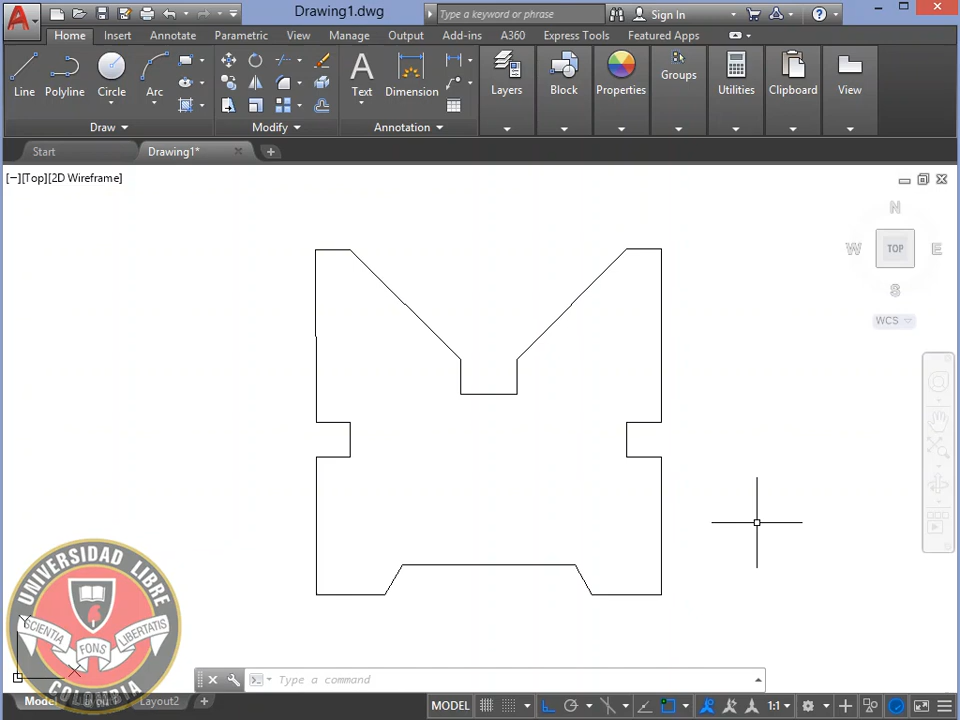 Drawing1.dwg
Type a keyword or phrase
Sign In
Home Insert Annotate Parametric View Manage Output Add-ins A360 Express Tools Featured Apps
Line Polyline Circle Arc
Text Dimension
Layers Block Properties Groups Utilities Clipboard View
Draw Modify Annotation
Start Drawing1*
[−][Top][2D Wireframe]
N
W TOP E
S
WCS
UNIVERSIDAD LIBRE
SCIENTIA FONS LIBERTATIS
COLOMBIA
Y
X
Type a command
Model Layout2
MODEL 1:1